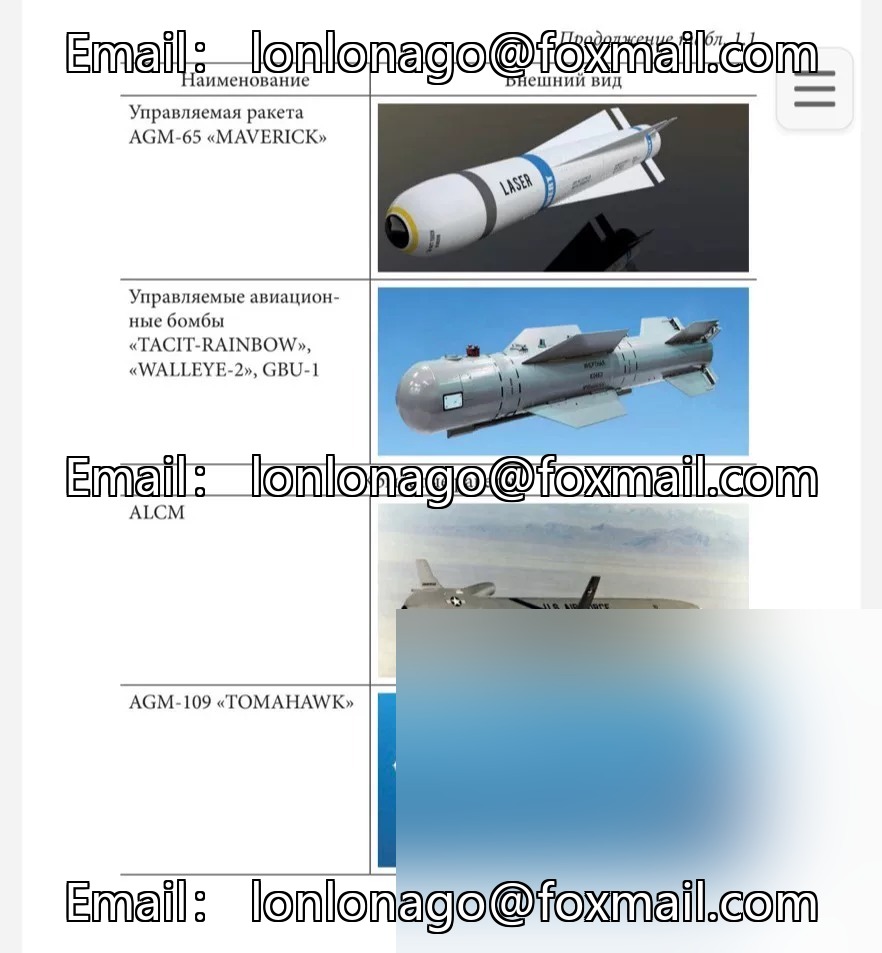 Продолжение табл. 1.1
Email： lonlonago@foxmail.com
Наименование
Внешний вид
Управляемая ракета
AGM-65 «MAVERICK»
LASER
Управляемые авиацион-
ные бомбы
«TACIT-RAINBOW»,
«WALLEYE-2», GBU-1
Email： lonlonago@foxmail.com
ALCM
U.S. AIR FORCE
AGM-109 «TOMAHAWK»
Email： lonlonago@foxmail.com